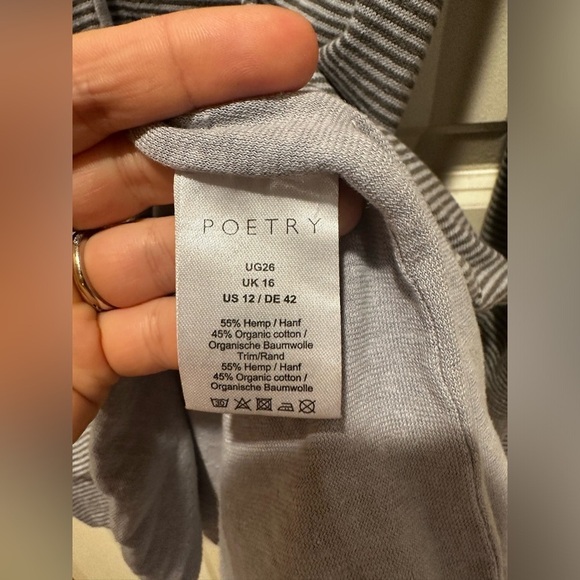 POETRY
UG26
UK 16
US 12 / DE 42
55% Hemp / Hanf
45% Organic cotton /
Organische Baumwolle
Trim/Rand
55% Hemp / Hanf
45% Organic cotton /
Organische Baumwolle
30